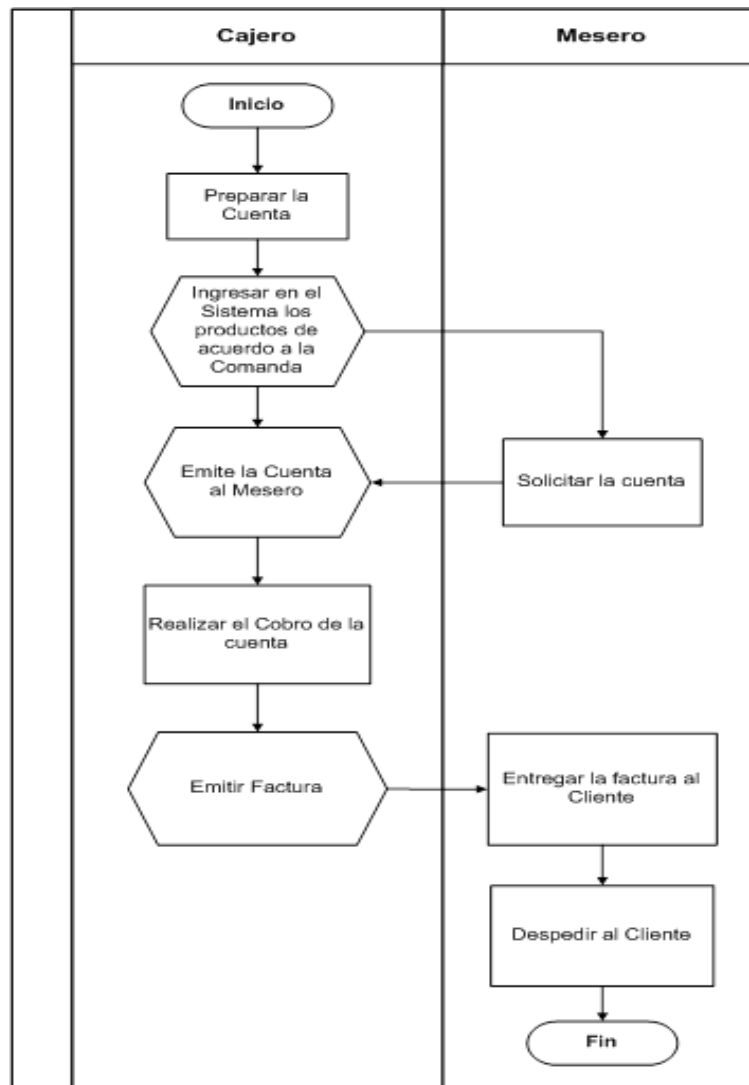 Cajero
Mesero
Inicio
Preparar la
Cuenta
Ingresar en el
Sistema los
productos de
acuerdo a la
Comanda
Emite la Cuenta
al Mesero
Solicitar la cuenta
Realizar el Cobro de la
cuenta
Emitir Factura
Entregar la factura al
Cliente
Despedir al Cliente
Fin